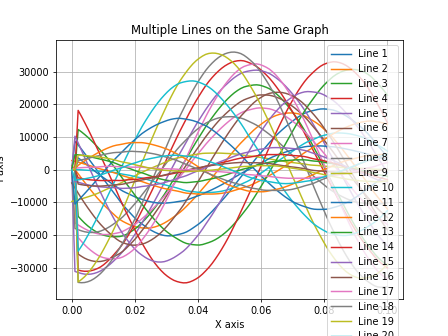 Multiple Lines on the Same Graph
30000
20000
10000
0
−10000
−20000
−30000
0.00
0.02
0.04
0.06
X axis
Line 1
Line 2
Line 3
Line 4
Line 5
Line 6
Line 7
Line 8
Line 9
Line 10
Line 11
Line 12
Line 13
Line 14
Line 15
Line 16
Line 17
Line 18
Line 19